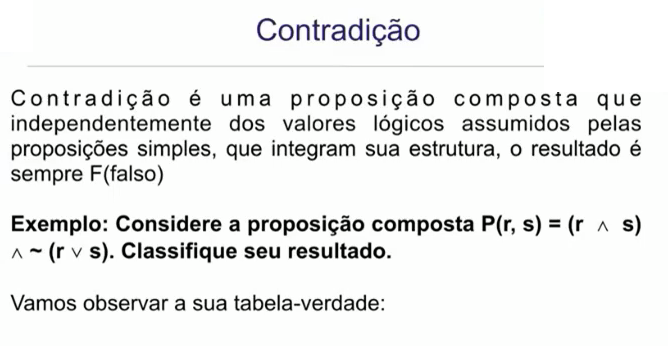 Contradição
Contradição é uma proposição composta que
independentemente dos valores lógicos assumidos pelas
proposições simples, que integram sua estrutura, o resultado é
sempre F(falso)
Exemplo: Considere a proposição composta P(r, s) = (r ∧ s)
∧ ~ (r ∨ s). Classifique seu resultado.
Vamos observar a sua tabela-verdade: